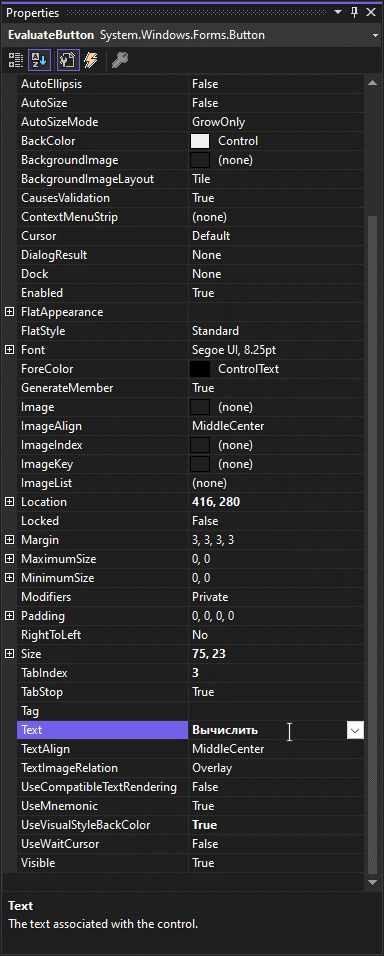 Properties
EvaluateButton System.Windows.Forms.Button
AutoEllipsis False
AutoSize False
AutoSizeMode GrowOnly
BackColor Control
BackgroundImage (none)
BackgroundImageLayout Tile
CausesValidation True
ContextMenuStrip (none)
Cursor Default
DialogResult None
Dock None
Enabled True
FlatAppearance
FlatStyle Standard
Font Segoe UI, 8.25pt
ForeColor ControlText
GenerateMember True
Image (none)
ImageAlign MiddleCenter
ImageIndex (none)
ImageKey (none)
ImageList (none)
Location 416, 280
Locked False
Margin 3, 3, 3, 3
MaximumSize 0, 0
MinimumSize 0, 0
Modifiers Private
Padding 0, 0, 0, 0
RightToLeft No
Size 75, 23
TabIndex 3
TabStop True
Tag
Text Вычислить
TextAlign MiddleCenter
TextImageRelation Overlay
UseCompatibleTextRendering False
UseMnemonic True
UseVisualStyleBackColor True
UseWaitCursor False
Visible True
Text
The text associated with the control.